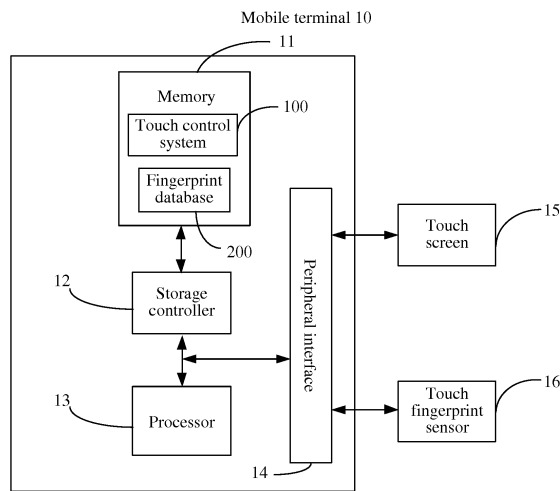 Mobile terminal 10
11
Memory
100
Touch control
system
Fingerprint
database
200
15
Touch
screen
12
Storage
controller
Peripheral interface
16
13
Processor
Touch
fingerprint
sensor
14